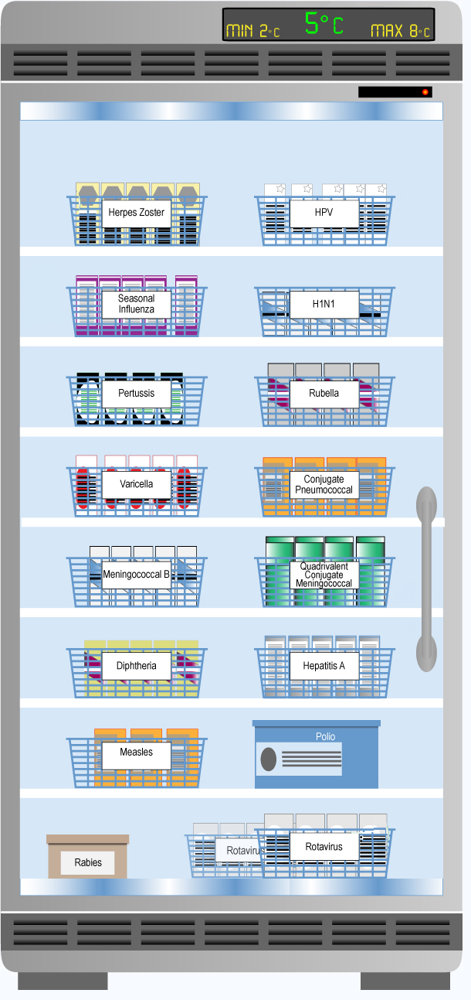 MIN 2°C 5°C MAX 8°C
Herpes Zoster
HPV
Seasonal
Influenza
H1N1
Pertussis
Rubella
Varicella
Conjugate
Pneumococcal
Meningococcal B
Quadrivalent
Conjugate
Meningococcal
Diphtheria
Hepatitis A
Measles
Polio
Rabies
Rotavirus
Rotavirus